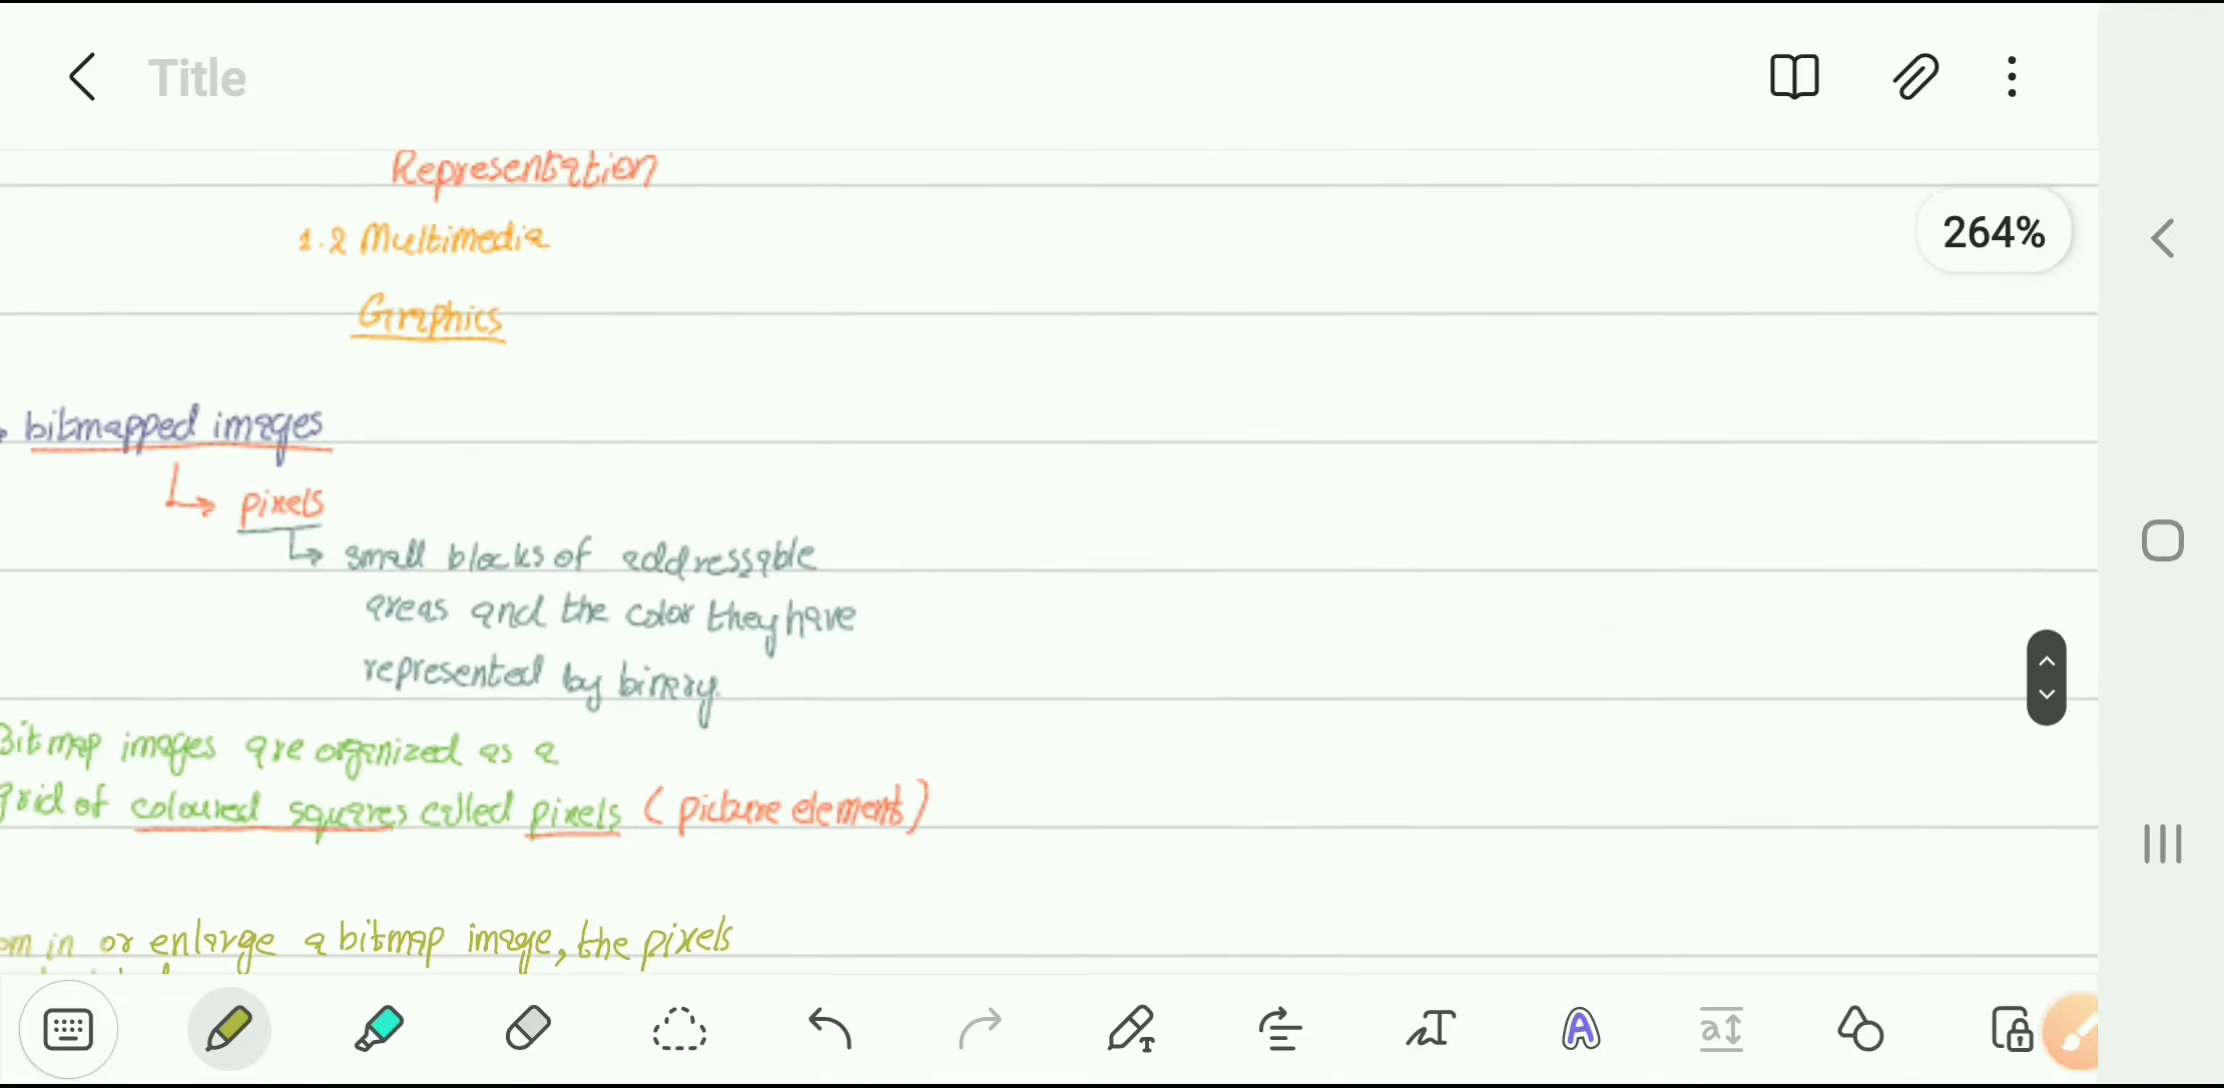 Title
Representation
264%
1.2 Multimedia
Graphics
bitmapped images
pixels
small blocks of addressable
areas and the color they have
represented by binary.
Bitmap images are organized as a
grid of coloured squares called pixels (picture elements)
om in or enlarge a bitmap image, the pixels